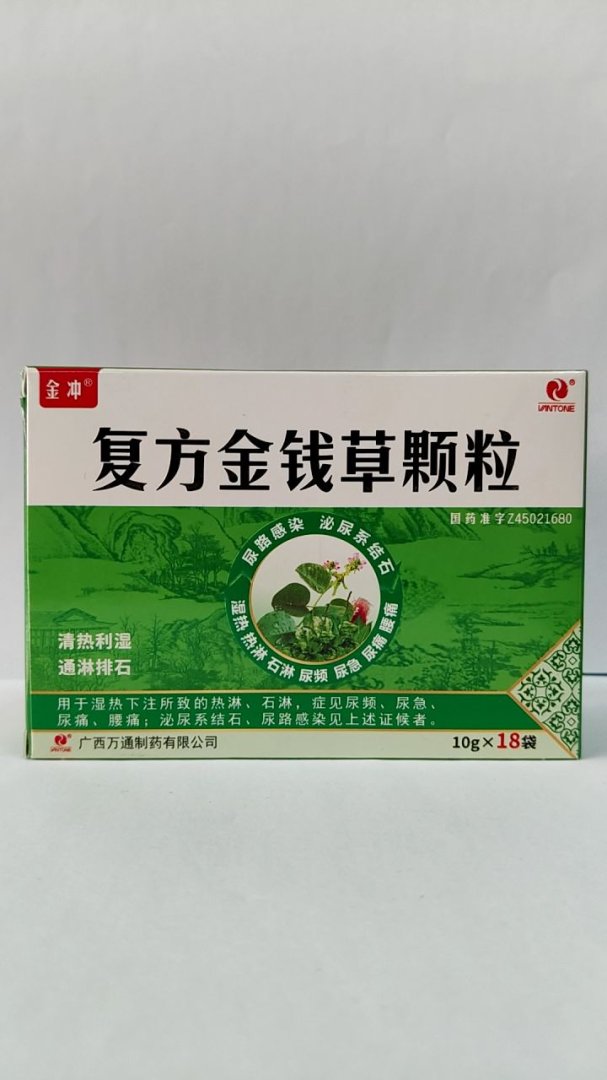 金冲®
VANTONE®
复方金钱草颗粒
国药准字Z45021680
尿路感染 泌尿系结石
湿热 热淋 石淋 尿频 尿急 尿痛 腰痛
清热利湿
通淋排石
用于湿热下注所致的热淋、石淋,症见尿频、尿急、
尿痛、腰痛;泌尿系结石、尿路感染见上述证候者。
VANTONE
广西万通制药有限公司
10g×18袋